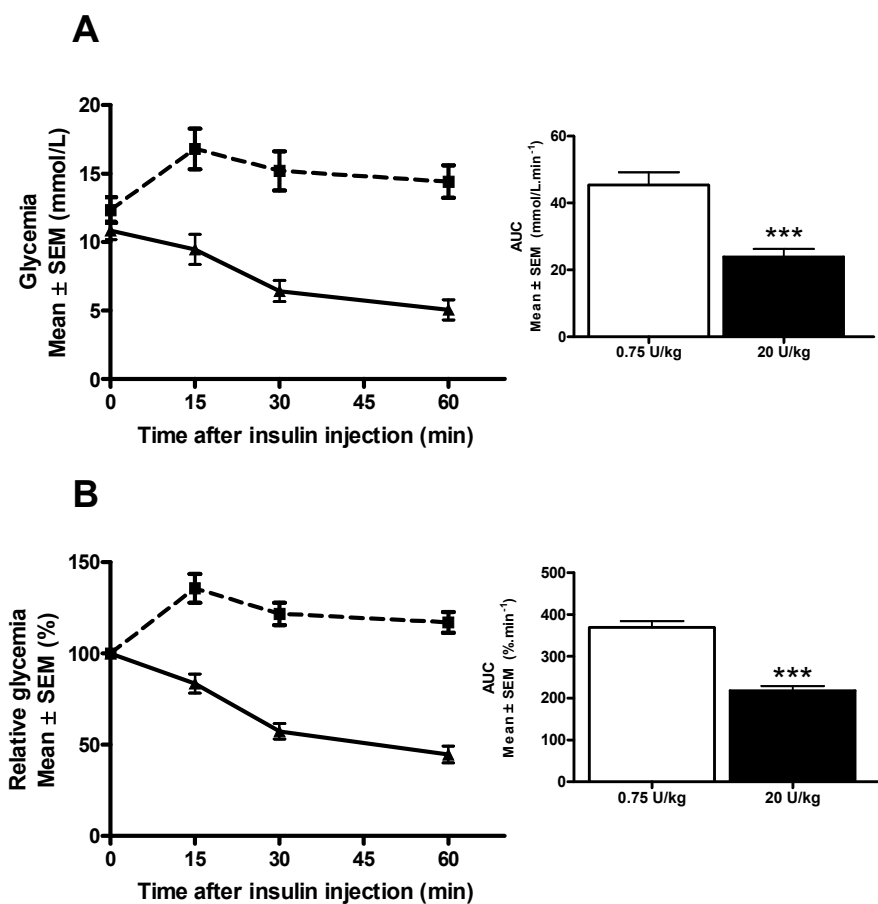 A
Glycemia
Mean ± SEM (mmol/L)
20
15
10
5
0
0 15 30 45 60
Time after insulin injection (min)
AUC
Mean ± SEM (mmol/L.min⁻¹)
60
40
20
0
***
0.75 U/kg 20 U/kg
B
Relative glycemia
Mean ± SEM (%)
150
100
50
0
0 15 30 45 60
Time after insulin injection (min)
AUC
Mean ± SEM (%.min⁻¹)
500
400
300
200
100
0
***
0.75 U/kg 20 U/kg